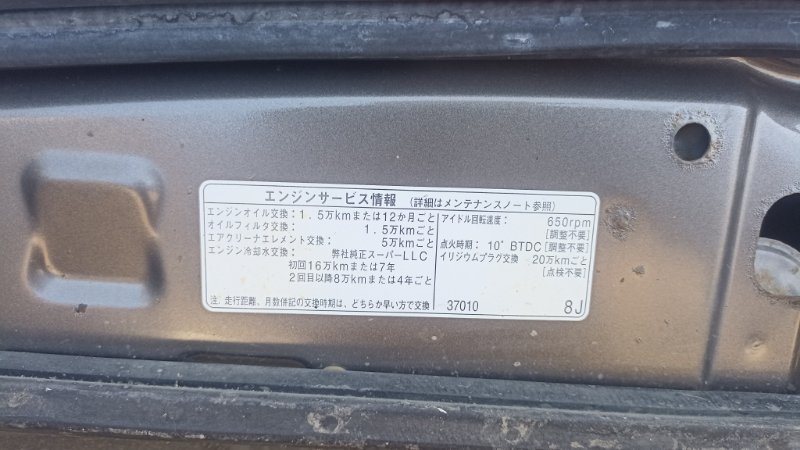 エンジンサービス情報 (詳細はメンテナンスノート参照)
エンジンオイル交換:1.5万kmまたは12か月ごと
オイルフィルタ交換: 1.5万kmごと
エアクリーナエレメント交換: 5万kmごと
エンジン冷却水交換: 弊社純正スーパーLLC
初回16万kmまたは7年
2回目以降8万kmまたは4年ごと
注.走行距離、月数併記の交換時期は、どちらか早い方で交換
アイドル回転速度: 650rpm
[調整不要]
点火時期: 10°BTDC[調整不要]
イリジウムプラグ交換 20万kmごと
[点検不要]
37010 8J